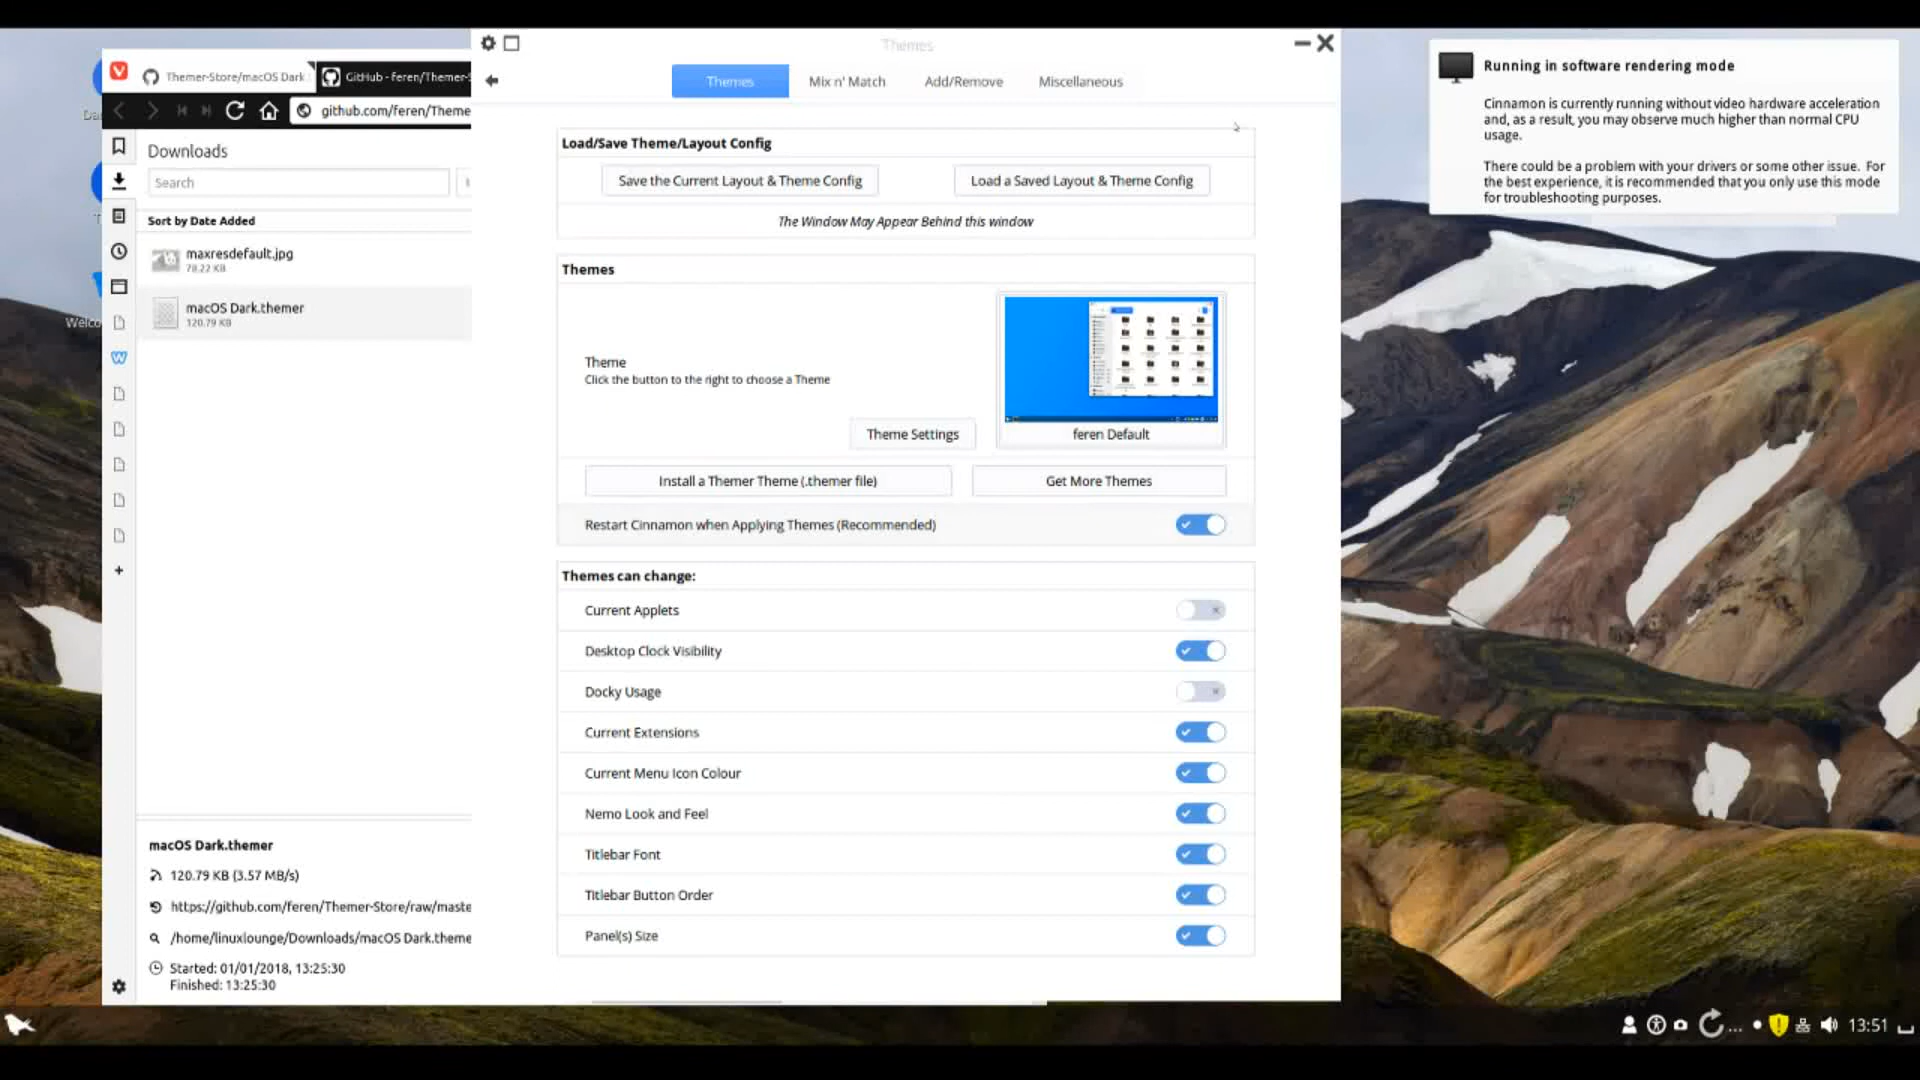 Themer-Store/macOS Dark
GitHub - feren/Themer-S
github.com/feren/Theme
Downloads
Search
Sort by Date Added
maxresdefault.jpg
78.22 KB
macOS Dark.themer
120.79 KB
Welco
macOS Dark.themer
120.79 KB (3.57 MB/s)
https://github.com/feren/Themer-Store/raw/maste
/home/linuxlounge/Downloads/macOS Dark.theme
Started: 01/01/2018, 13:25:30
Finished: 13:25:30
Themes
Themes
Mix n' Match
Add/Remove
Miscellaneous
Load/Save Theme/Layout Config
Save the Current Layout & Theme Config
Load a Saved Layout & Theme Config
The Window May Appear Behind this window
Themes
Theme
Click the button to the right to choose a Theme
Theme Settings
feren Default
Install a Themer Theme (.themer file)
Get More Themes
Restart Cinnamon when Applying Themes (Recommended)
Themes can change:
Current Applets
Desktop Clock Visibility
Docky Usage
Current Extensions
Current Menu Icon Colour
Nemo Look and Feel
Titlebar Font
Titlebar Button Order
Panel(s) Size
Running in software rendering mode
Cinnamon is currently running without video hardware acceleration
and, as a result, you may observe much higher than normal CPU
usage.
There could be a problem with your drivers or some other issue. For
the best experience, it is recommended that you only use this mode
for troubleshooting purposes.
...
13:51